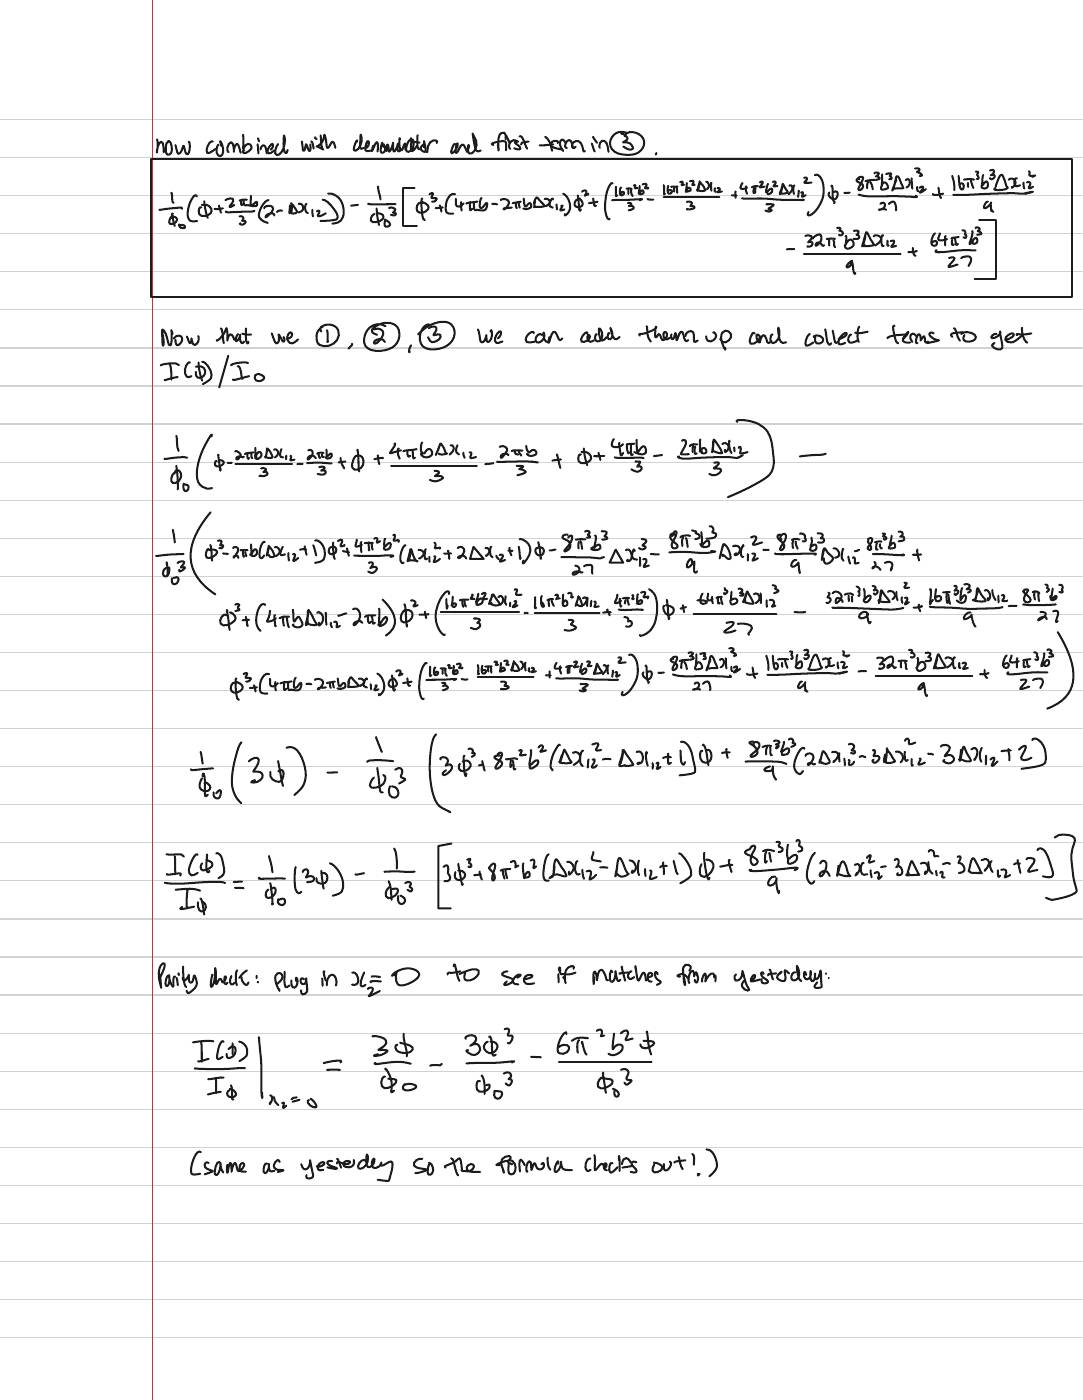 now combined with denominator and first term in ③.
1/ϕ₀ (ϕ + 2πb/3 (2 - Δx₁₂)) - 1/ϕ₀³ [ϕ³ + (4πb - 2πbΔx₁₂)ϕ² + (16π²b²/3 - 16π²b²Δx₁₂/3 + 4π²b²Δx₁₂²/3)ϕ - 8π³b³Δx₁₂³/27 + 16π³b³Δx₁₂²/9
- 32π³b³Δx₁₂/9 + 64π³b³/27]
Now that we ①, ②, ③ we can add them up and collect terms to get
I(ϕ)/I₀
1/ϕ₀ (ϕ - 2πbΔx₁₂/3 - 2πb/3 + ϕ + 4πbΔx₁₂/3 - 2πb/3 + ϕ + 4πb/3 - 2πbΔx₁₂/3) —
1/ϕ₀³ (ϕ³ - 2πb(Δx₁₂+1)ϕ² + 4π²b²/3 (Δx₁₂² + 2Δx₁₂ + 1)ϕ - 8π³b³/27 Δx₁₂³ - 8π³b³/9 Δx₁₂² - 8π³b³/9 Δx₁₂ - 8π³b³/27 +
ϕ³ + (4πbΔx₁₂ - 2πb)ϕ² + (16π²b²Δx₁₂²/3 - 16π²b²Δx₁₂/3 + 4π²b²/3)ϕ + 64π³b³Δx₁₂³/27 - 32π³b³Δx₁₂²/9 + 16π³b³Δx₁₂/9 - 8π³b³/27
ϕ³ + (4πb - 2πbΔx₁₂)ϕ² + (16π²b²/3 - 16π²b²Δx₁₂/3 + 4π²b²Δx₁₂²/3)ϕ - 8π³b³Δx₁₂³/27 + 16π³b³Δx₁₂²/9 - 32π³b³Δx₁₂/9 + 64π³b³/27)
1/ϕ₀ (3ϕ) - 1/ϕ₀³ (3ϕ³ + 8π²b² (Δx₁₂² - Δx₁₂ + 1)ϕ + 8π³b³/9 (2Δx₁₂³ - 3Δx₁₂² - 3Δx₁₂ + 2)
I(ϕ)/I_ϕ = 1/ϕ₀ (3ϕ) - 1/ϕ₀³ [3ϕ³ + 8π²b² (Δx₁₂² - Δx₁₂ + 1)ϕ + 8π³b³/9 (2Δx₁₂² - 3Δx₁₂² - 3Δx₁₂ + 2)]
Parity check: plug in x₂ = 0 to see if matches from yesterday.
I(ϕ)/I_ϕ |x₂=0 = 3ϕ/ϕ₀ - 3ϕ³/ϕ₀³ - 6π²b²ϕ/ϕ₀³
(same as yesterday so the formula checks out!)